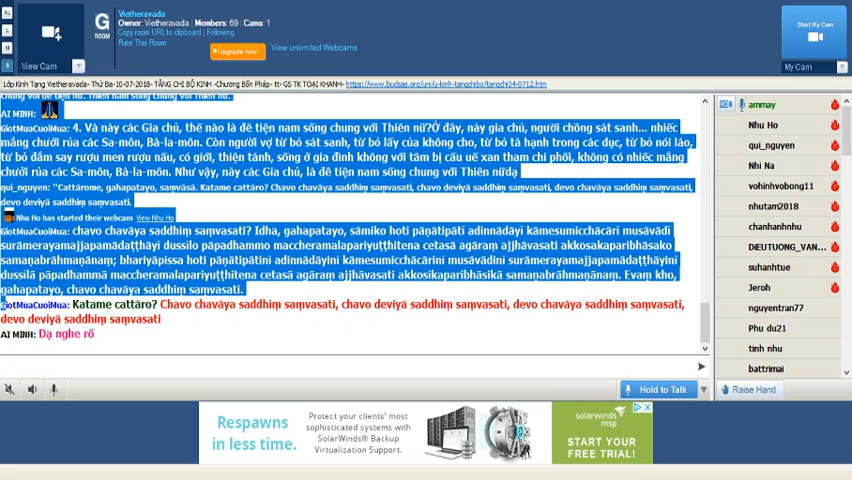 XL
L
M
S
View Cam
G
ROOM
Vietheravada
Owner: Vietheravada | Members: 69 | Cams: 1
Copy room URL to clipboard | Following
Rate This Room
Upgrade now
View unlimited Webcams
Start My Cam
My Cam
Lớp Kinh Tạng Vietheravada- Thứ Ba-10-07-2018- TĂNG CHI BỘ KINH -Chương Bốn Pháp- tt- GS TK TOẠI KHANH-
AI MINH:
GiotMuaCuoiMua: 4. Và này các Gia chủ, thế nào là đê tiện nam sống chung với Thiên nữ?Ở đây, này gia chủ, người chồng sát sanh... nhiếc
mắng chưởi rủa các Sa-môn, Bà-la-môn. Còn người vợ từ bỏ sát sanh, từ bỏ lấy của không cho, từ bỏ tà hạnh trong các dục, từ bỏ nói láo,
từ bỏ đắm say rượu men rượu nấu, có giới, thiện tánh, sống ở gia đình không với tâm bị cấu uế xan tham chi phối, không có nhiếc mắng
chưởi rủa các Sa-môn, Bà-la-môn. Như vậy, này các Gia chủ, là đê tiện nam sống chung với Thiên nữdạ
qui_nguyen: "Cattārome, gahapatayo, saṃvāsā. Katame cattāro? Chavo chavāya saddhiṃ saṃvasati, chavo deviyā saddhiṃ saṃvasati, devo chavāya saddhiṃ saṃvasati,
devo deviyā saddhiṃ saṃvasati.
Nhu Ho has started their webcam View Nhu Ho
GiotMuaCuoiMua: chavo chavāya saddhiṃ saṃvasati? Idha, gahapatayo, sāmiko hoti pāṇātipātī adinnādāyī kāmesumicchācārī musāvādī
surāmerayamajjapamādaṭṭhāyī dussīlo pāpadhammo maccheramalapariyuṭṭhitena cetasā agāraṃ ajjhāvasati akkosakaparibhāsako
samaṇabrāhmaṇānaṃ; bhariyāpissa hoti pāṇātipātinī adinnādāyinī kāmesumicchācārinī musāvādinī surāmerayamajjapamādaṭṭhāyinī
dussīlā pāpadhammā maccheramalapariyuṭṭhitena cetasā agāraṃ ajjhāvasati akkosikaparibhāsikā samaṇabrāhmaṇānaṃ. Evaṃ kho,
gahapatayo, chavo chavāya saddhiṃ saṃvasati.
GiotMuaCuoiMua: Katame cattāro? Chavo chavāya saddhiṃ saṃvasati, chavo deviyā saddhiṃ saṃvasati, devo chavāya saddhiṃ saṃvasati,
devo deviyā saddhiṃ saṃvasati
AI MINH: Dạ nghe rõ
ammay
Nhu Ho
qui_nguyen
Nhi Na
vohinhvobong11
nhutam2018
chanhanhnhu
DIEUTUONG_VAN...
suhanhtue
Jeroh
nguyentran77
Phu du21
tinh nhu
battrimai
Hold to Talk
Raise Hand
Respawns
in less time.
Protect your clients' most
sophisticated systems with
SolarWinds® Backup
Virtualization Support.
solarwinds
msp
START YOUR
FREE TRIAL!